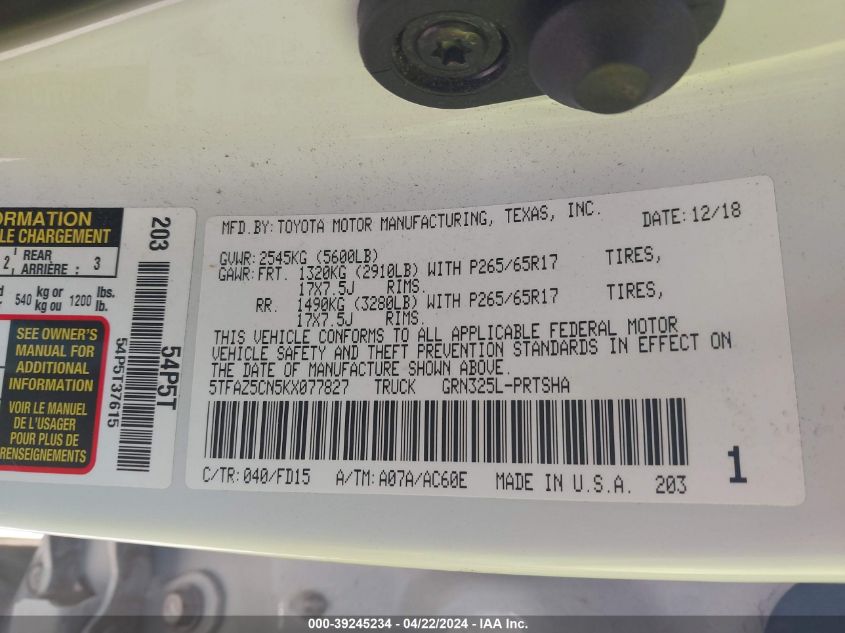 ORMATION
LE CHARGEMENT
2, REAR
ARRIÈRE : 3
540 kg or 1200 lbs.
kg ou lb.
SEE OWNER'S
MANUAL FOR
ADDITIONAL
INFORMATION
VOIR LE MANUEL
DE L'USAGER
POUR PLUS DE
RENSEIGNEMENTS
203
54P5T
54P5T37615
MFD.BY:TOYOTA MOTOR MANUFACTURING, TEXAS, INC. DATE:12/18
GVWR:2545KG (5600LB)
GAWR:FRT. 1320KG (2910LB) WITH P265/65R17 TIRES,
17X7.5J RIMS.
RR. 1490KG (3280LB) WITH P265/65R17 TIRES,
17X7.5J RIMS.
THIS VEHICLE CONFORMS TO ALL APPLICABLE FEDERAL MOTOR
VEHICLE SAFETY AND THEFT PREVENTION STANDARDS IN EFFECT ON
THE DATE OF MANUFACTURE SHOWN ABOVE.
5TFAZ5CN5KX077827 TRUCK GRN325L-PRTSHA
C/TR:040/FD15 A/TM:A07A/AC60E MADE IN U.S.A. 203
1
000-39245234 - 04/22/2024 - IAA Inc.